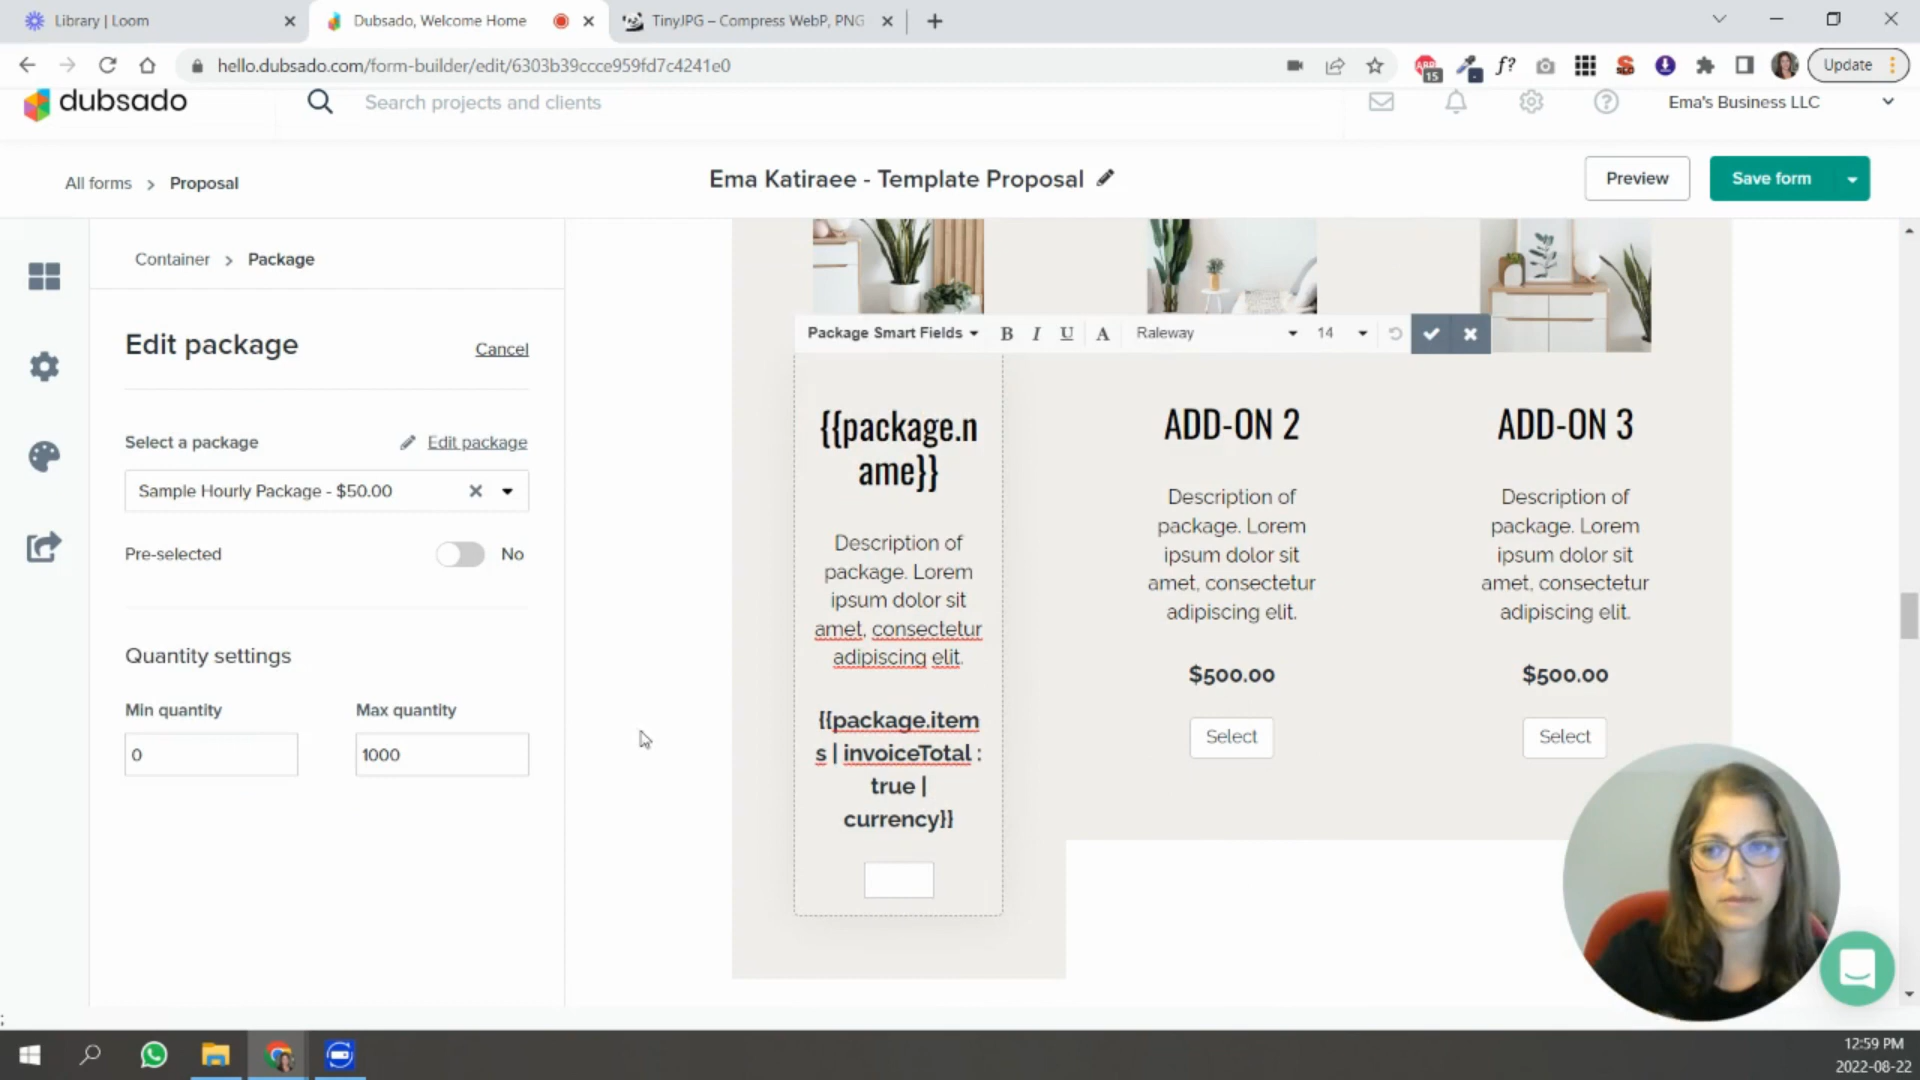 Library | Loom
Dubsado, Welcome Home
TinyJPG – Compress WebP, PNG
hello.dubsado.com/form-builder/edit/6303b39ccce959fd7c4241e0
15
f?
Update
dubsado
Search projects and clients
Ema's Business LLC
All forms > Proposal
Ema Katiraee - Template Proposal
Preview
Save form
Container > Package
Edit package
Cancel
Select a package
Edit package
Sample Hourly Package - $50.00
Pre-selected
No
Quantity settings
Min quantity
Max quantity
0
1000
Package Smart Fields
B
I
U
A
Raleway
14
{{package.n
ame}}
Description of
package. Lorem
ipsum dolor sit
amet, consectetur
adipiscing elit.
{{package.item
s | invoiceTotal :
true |
currency}}
ADD-ON 2
Description of
package. Lorem
ipsum dolor sit
amet, consectetur
adipiscing elit.
$500.00
Select
ADD-ON 3
Description of
package. Lorem
ipsum dolor sit
amet, consectetur
adipiscing elit.
$500.00
Select
;
12:59 PM
2022-08-22